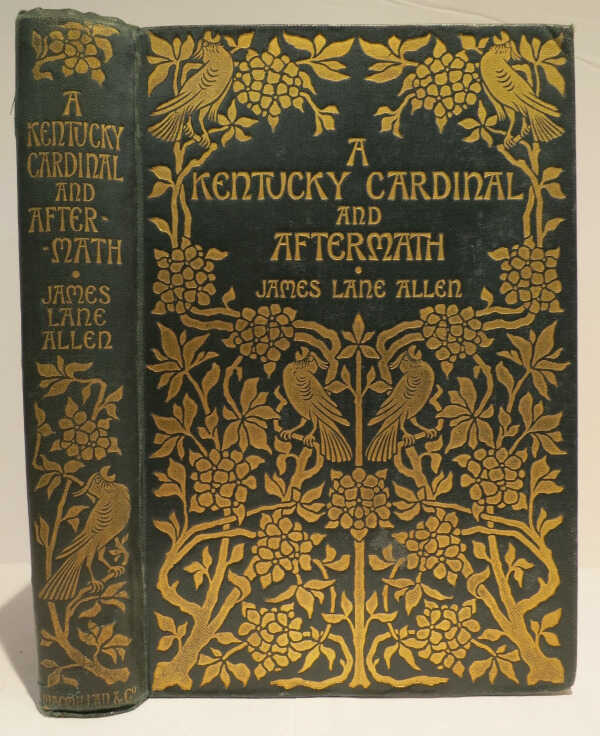 A
KENTUCKY
CARDINAL
AND
AFTER-
-MATH
JAMES
LANE
ALLEN
MACMILLAN & Co
A
KENTUCKY CARDINAL
AND
AFTERMATH
JAMES LANE ALLEN